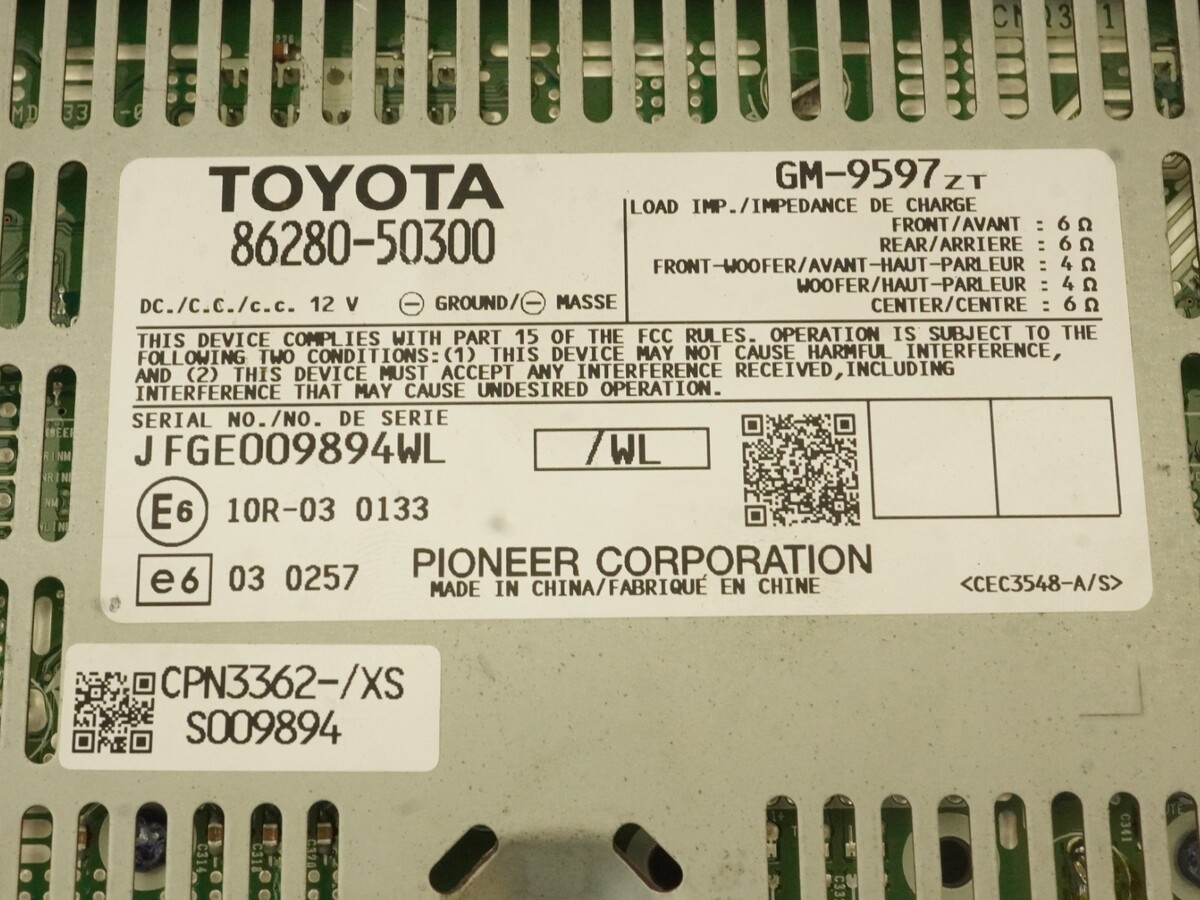 TOYOTA
86280-50300
DC./C.C./c.c. 12 V ⊖ GROUND/⊖ MASSE
GM-9597ZT
LOAD IMP./IMPEDANCE DE CHARGE
FRONT/AVANT : 6 Ω
REAR/ARRIERE : 6 Ω
FRONT-WOOFER/AVANT-HAUT-PARLEUR : 4 Ω
WOOFER/HAUT-PARLEUR : 4 Ω
CENTER/CENTRE : 6 Ω
THIS DEVICE COMPLIES WITH PART 15 OF THE FCC RULES. OPERATION IS SUBJECT TO THE
FOLLOWING TWO CONDITIONS:(1) THIS DEVICE MAY NOT CAUSE HARMFUL INTERFERENCE,
AND (2) THIS DEVICE MUST ACCEPT ANY INTERFERENCE RECEIVED,INCLUDING
INTERFERENCE THAT MAY CAUSE UNDESIRED OPERATION.
SERIAL NO./NO. DE SERIE
JFGE009894WL
/WL
E6 10R-03 0133
e6 03 0257
PIONEER CORPORATION
MADE IN CHINA/FABRIQUÉ EN CHINE
<CEC3548-A/S>
CPN3362-/XS
S009894
C314
C341